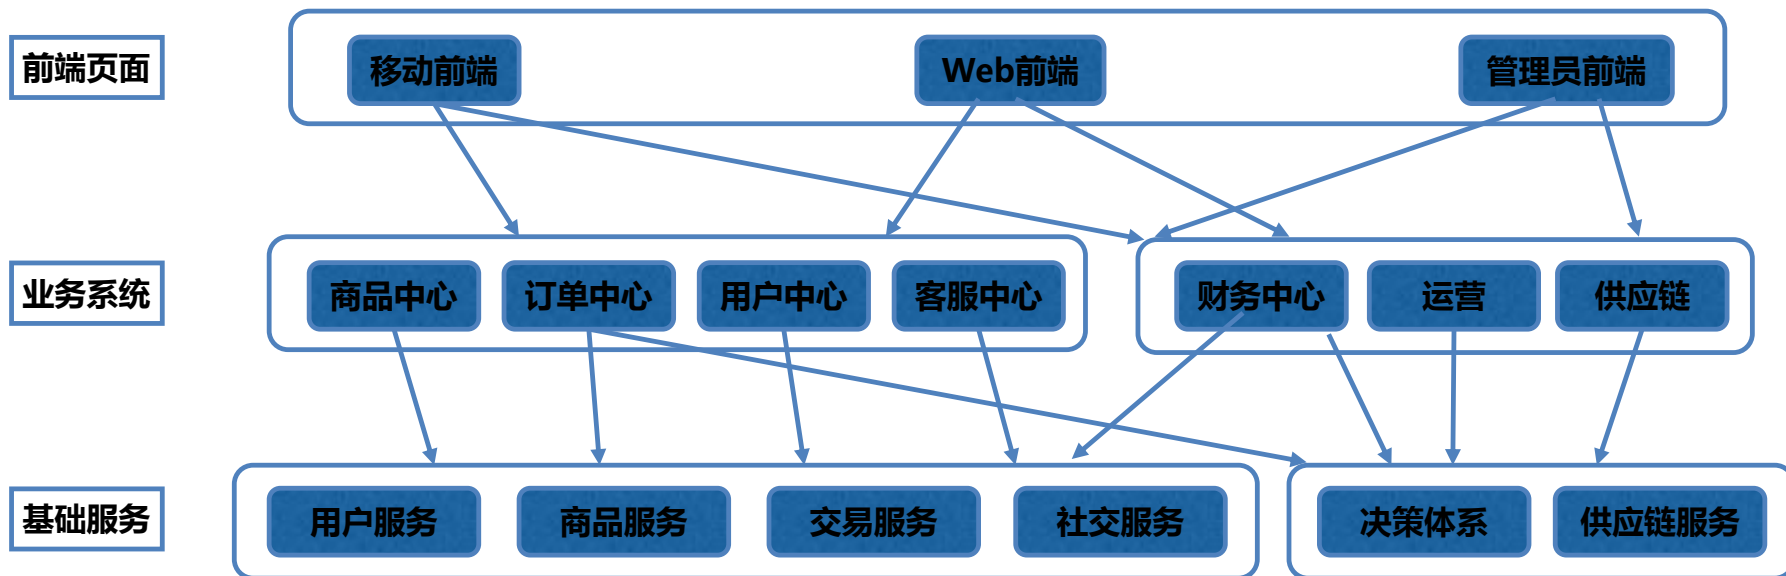 前端页面
移动前端
Web前端
管理员前端
业务系统
商品中心
订单中心
用户中心
客服中心
财务中心
运营
供应链
基础服务
用户服务
商品服务
交易服务
社交服务
决策体系
供应链服务